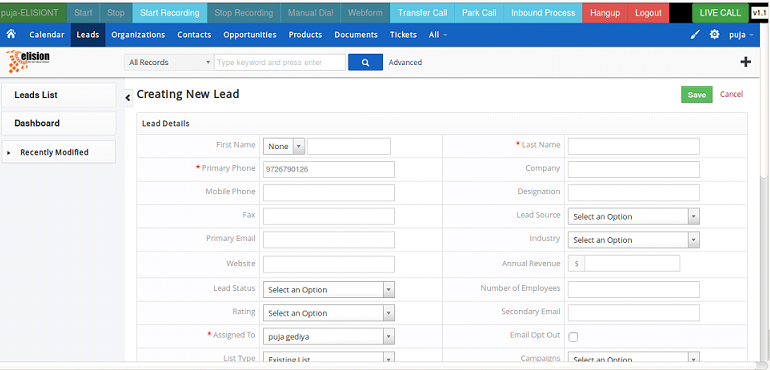 puja-ELISIONT Start Stop Start Recording Stop Recording Manual Dial Webform Transfer Call Park Call Inbound Process Hangup Logout LIVE CALL v1.1
Calendar Leads Organizations Contacts Opportunities Products Documents Tickets All puja
elision All Records Type keyword and press enter Advanced
Leads List
Dashboard
Recently Modified
Creating New Lead Save Cancel
Lead Details
First Name None * Last Name
* Primary Phone 9726790126 Company
Mobile Phone Designation
Fax Lead Source Select an Option
Primary Email Industry Select an Option
Website Annual Revenue $
Lead Status Select an Option Number of Employees
Rating Select an Option Secondary Email
* Assigned To puja gediya Email Opt Out
List Type Existing List Campaigns Select an Option